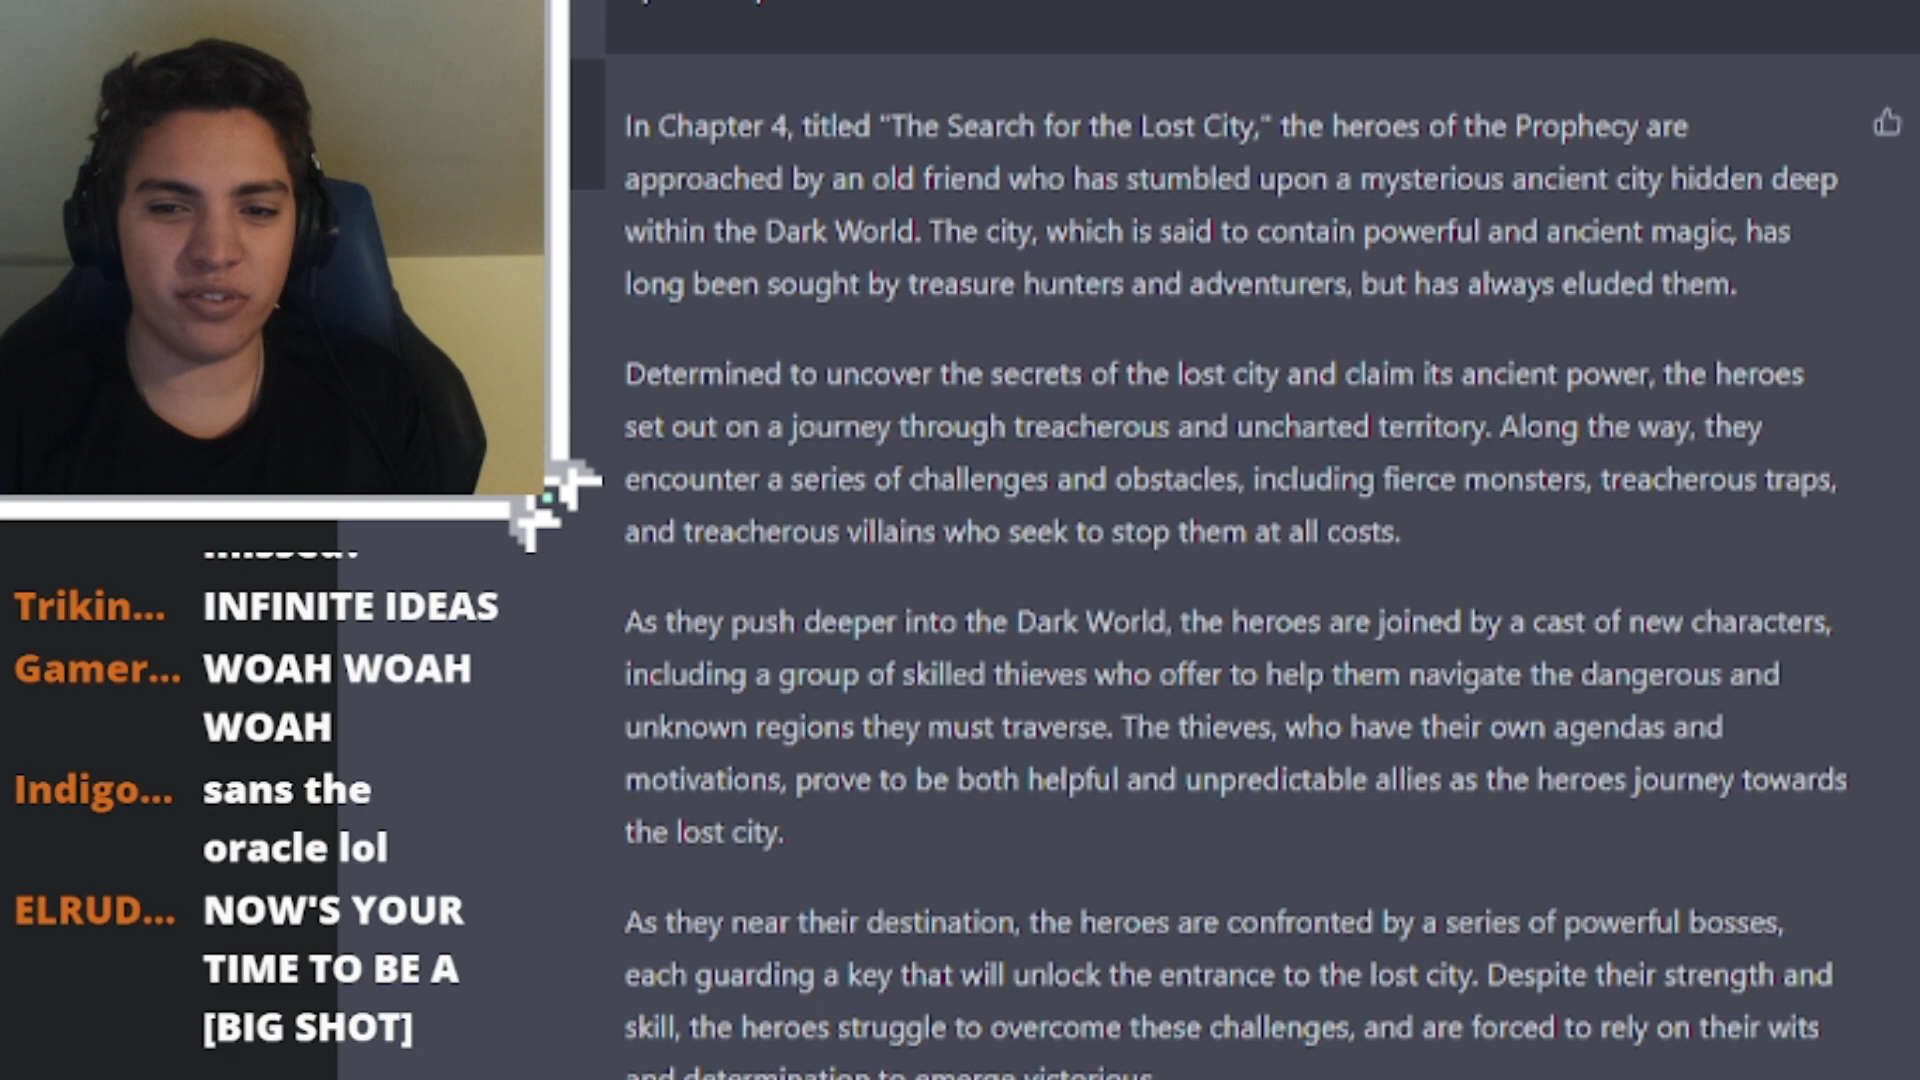 In Chapter 4, titled "The Search for the Lost City," the heroes of the Prophecy are
approached by an old friend who has stumbled upon a mysterious ancient city hidden deep
within the Dark World. The city, which is said to contain powerful and ancient magic, has
long been sought by treasure hunters and adventurers, but has always eluded them.
Determined to uncover the secrets of the lost city and claim its ancient power, the heroes
set out on a journey through treacherous and uncharted territory. Along the way, they
encounter a series of challenges and obstacles, including fierce monsters, treacherous traps,
and treacherous villains who seek to stop them at all costs.
As they push deeper into the Dark World, the heroes are joined by a cast of new characters,
including a group of skilled thieves who offer to help them navigate the dangerous and
unknown regions they must traverse. The thieves, who have their own agendas and
motivations, prove to be both helpful and unpredictable allies as the heroes journey towards
the lost city.
As they near their destination, the heroes are confronted by a series of powerful bosses,
each guarding a key that will unlock the entrance to the lost city. Despite their strength and
skill, the heroes struggle to overcome these challenges, and are forced to rely on their wits
and determination to emerge victorious.
Trikin... INFINITE IDEAS
Gamer... WOAH WOAH
WOAH
Indigo... sans the
oracle lol
ELRUD... NOW'S YOUR
TIME TO BE A
[BIG SHOT]